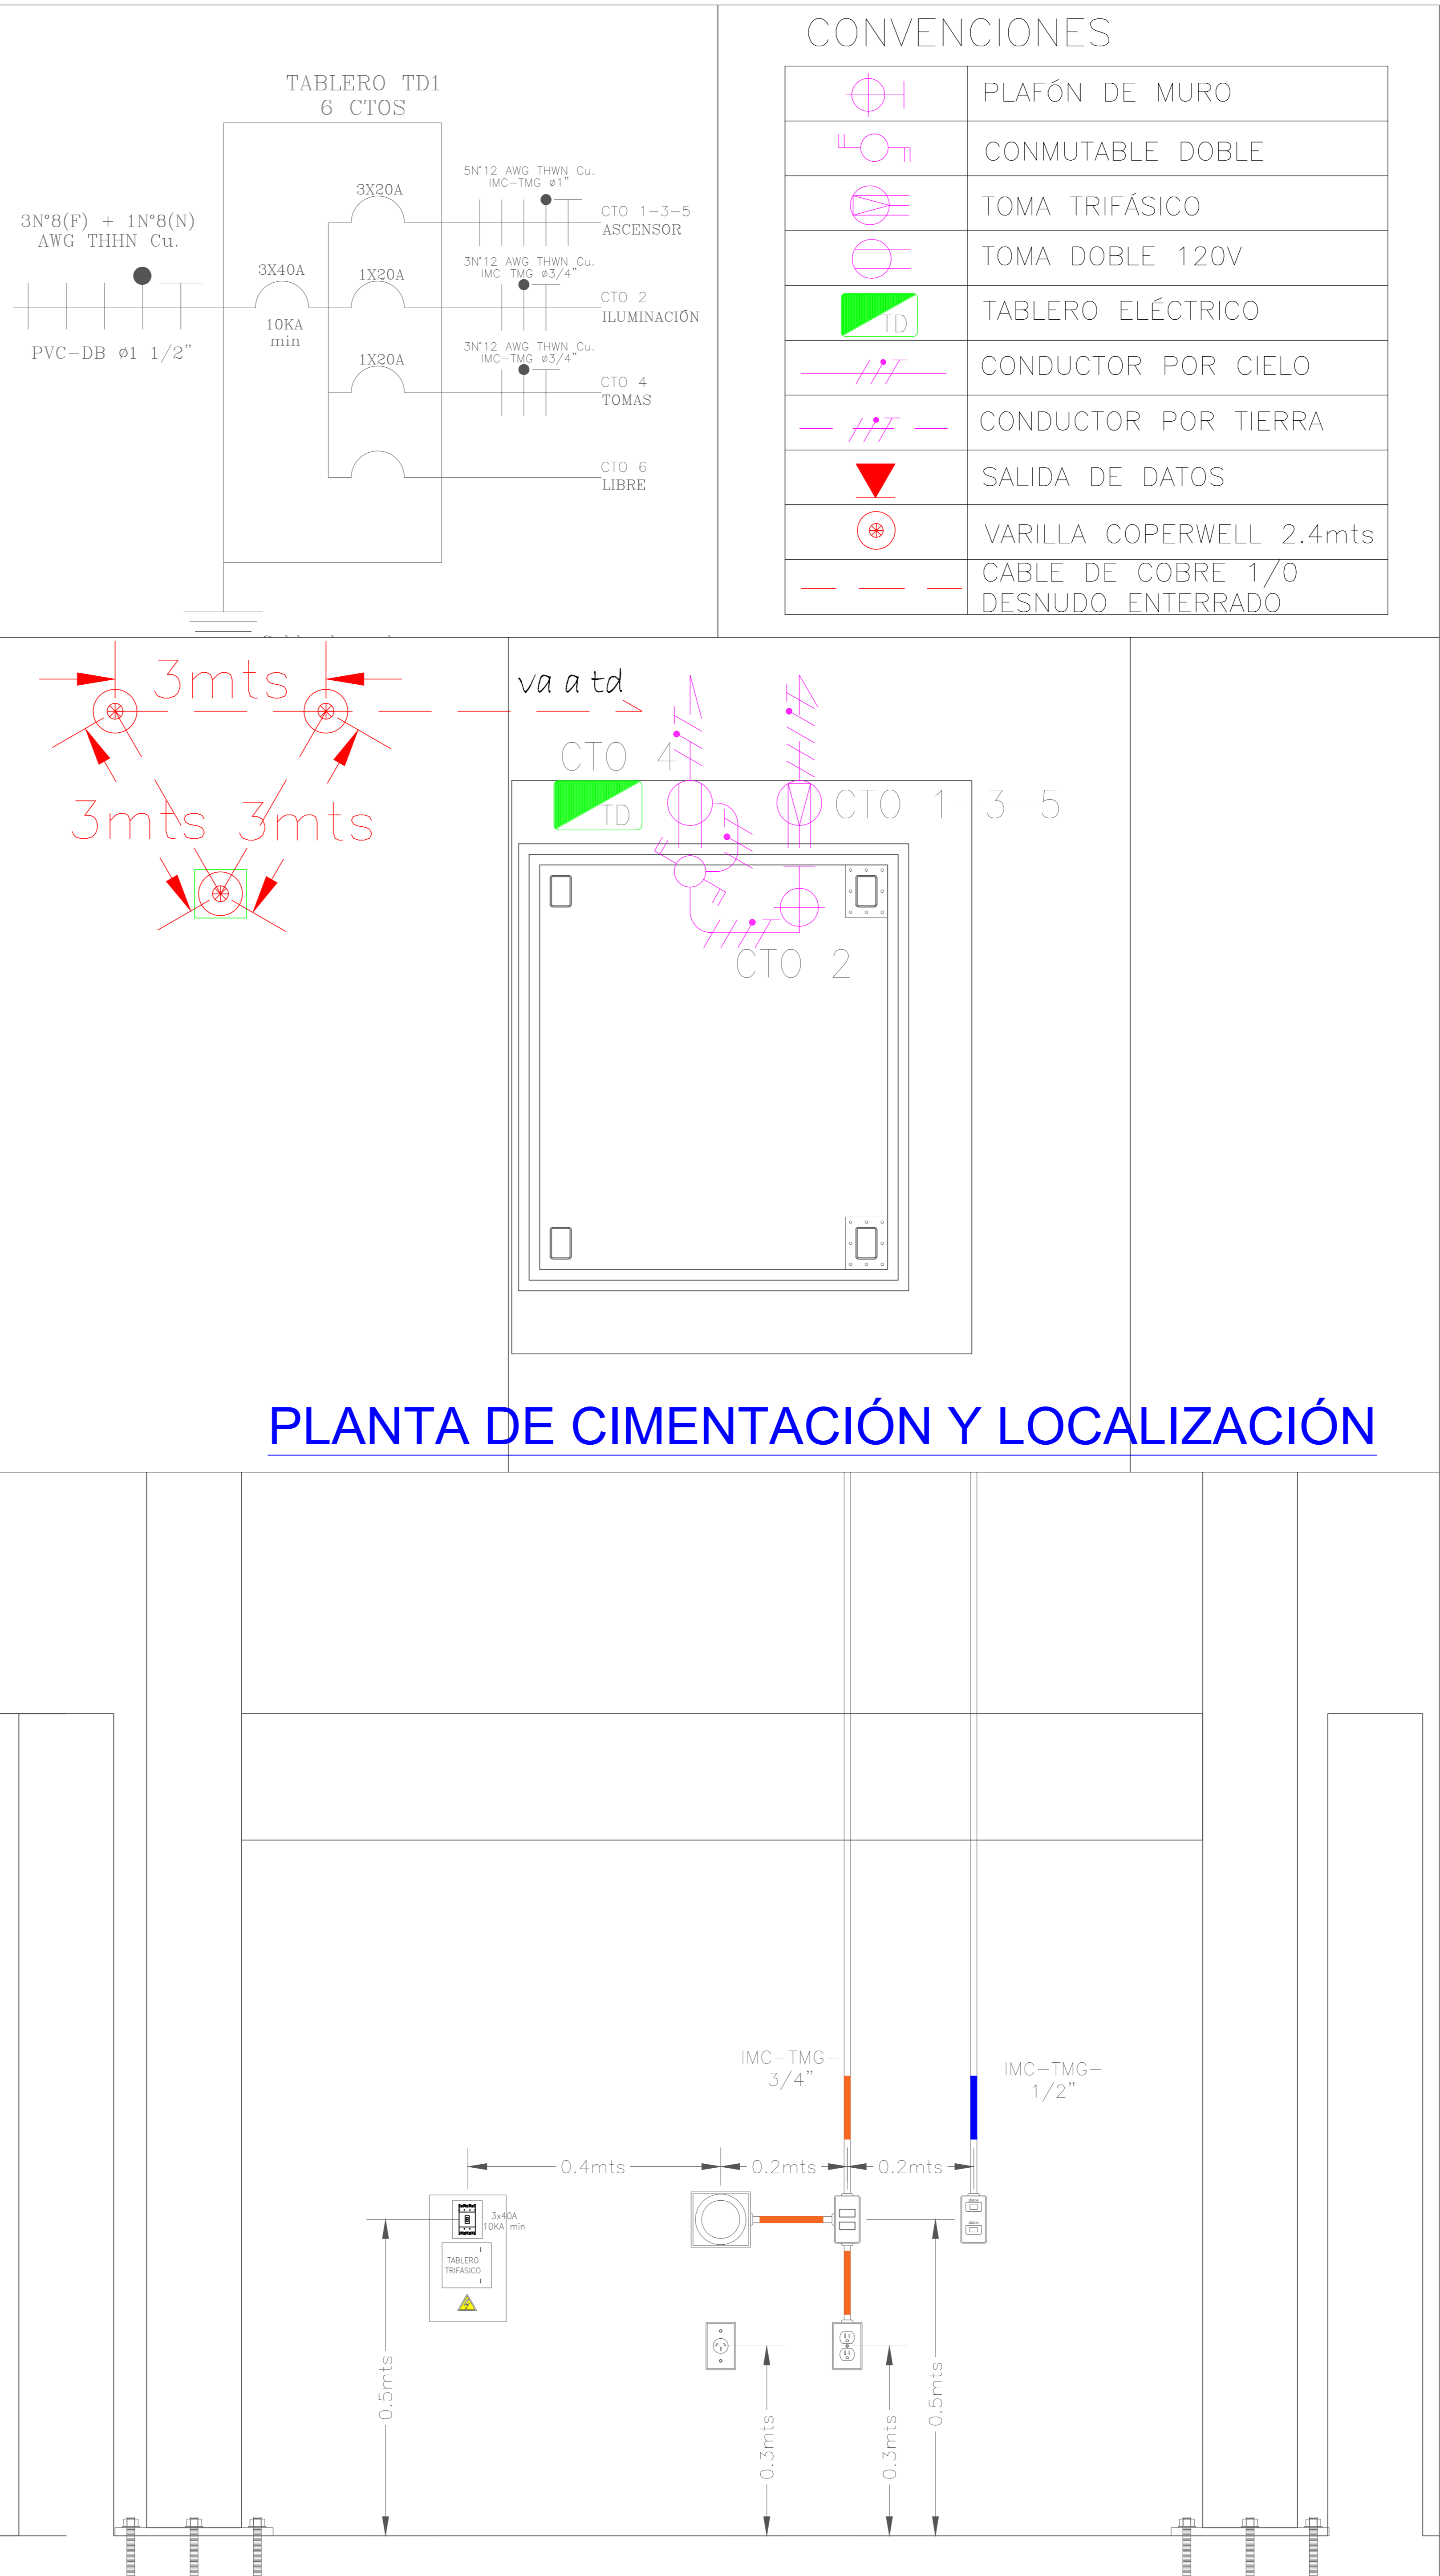 TABLERO TD1
6 CTOS
3N°8(F) + 1N°8(N)
AWG THHN Cu.
PVC-DB ø1 1/2"
3X40A
10KA
min
3X20A
5N°12 AWG THWN Cu.
IMC-TMG ø1"
CTO 1-3-5
ASCENSOR
1X20A
3N°12 AWG THWN Cu.
IMC-TMG ø3/4"
CTO 2
ILUMINACIÓN
1X20A
3N°12 AWG THWN Cu.
IMC-TMG ø3/4"
CTO 4
TOMAS
CTO 6
LIBRE
CONVENCIONES
PLAFÓN DE MURO
CONMUTABLE DOBLE
TOMA TRIFÁSICO
TOMA DOBLE 120V
TD
TABLERO ELÉCTRICO
CONDUCTOR POR CIELO
CONDUCTOR POR TIERRA
SALIDA DE DATOS
VARILLA COPERWELL 2.4mts
CABLE DE COBRE 1/0
DESNUDO ENTERRADO
3mts
va a td
3mts 3mts
CTO 4
TD
CTO 1-3-5
CTO 2
PLANTA DE CIMENTACIÓN Y LOCALIZACIÓN
IMC-TMG-
3/4"
IMC-TMG-
1/2"
0.4mts
0.2mts
0.2mts
3x40A
10KA min
TABLERO
TRIFÁSICO
datos
datos
0.5mts
0.3mts
0.3mts
0.5mts